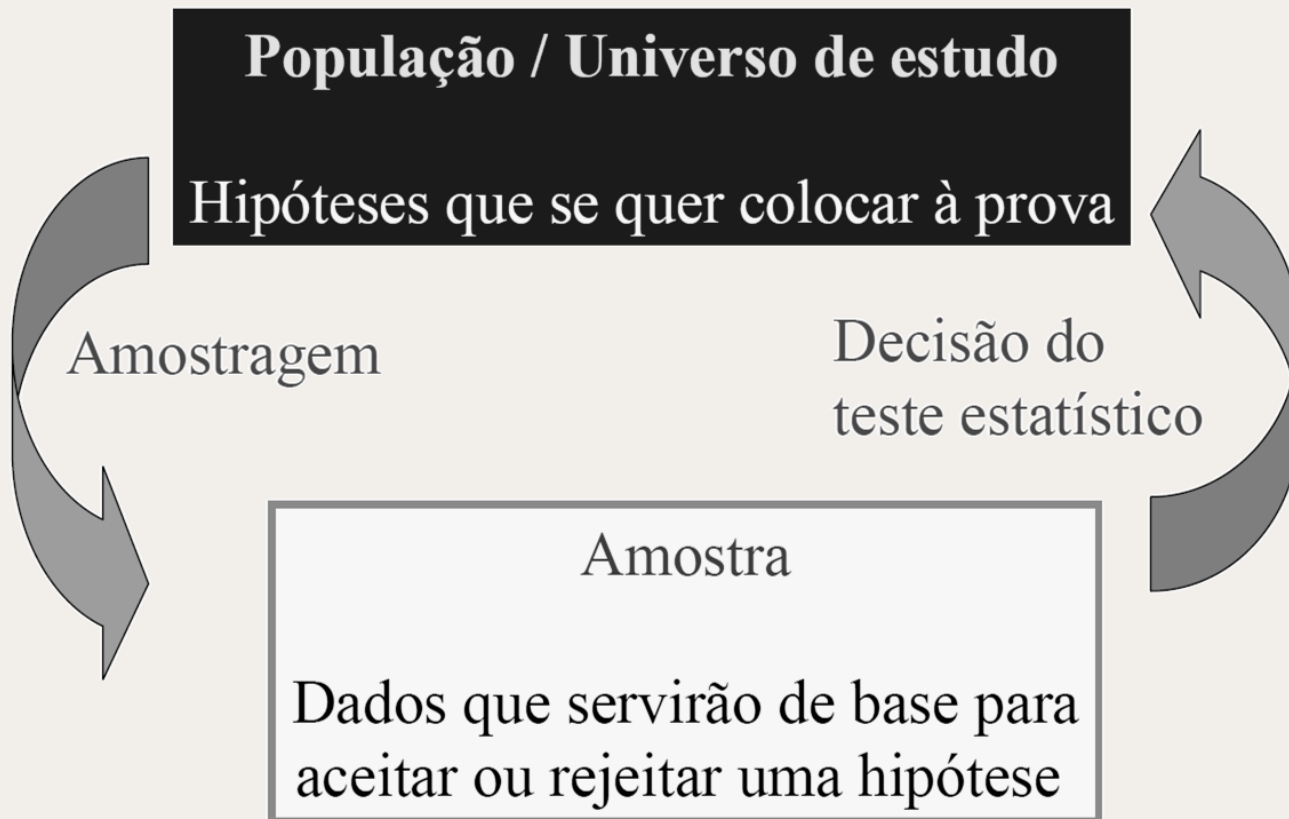 População / Universo de estudo
Hipóteses que se quer colocar à prova
Amostragem
Decisão do
teste estatístico
Amostra
Dados que servirão de base para
aceitar ou rejeitar uma hipótese